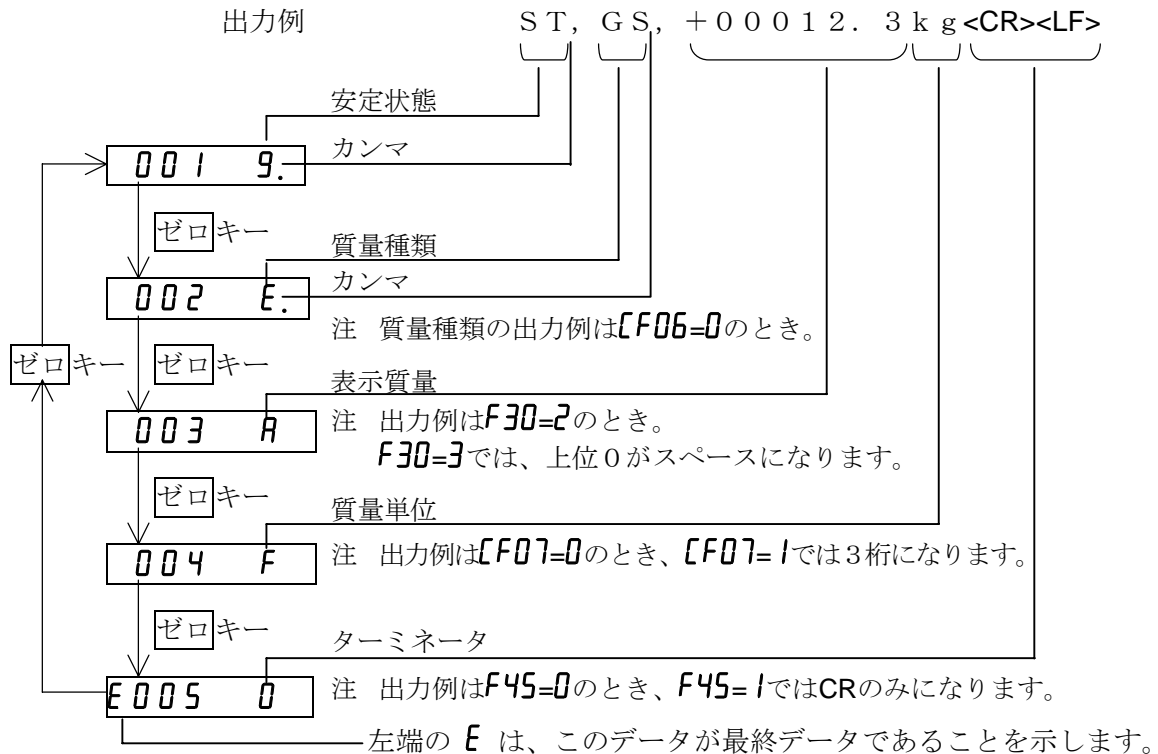 出力例 ＳＴ，ＧＳ，＋０００１２．３ｋｇ<CR><LF>
安定状態
カンマ
001 9.
ゼロキー
質量種類
カンマ
002 E.
注 質量種類の出力例はCF06=0のとき。
ゼロキー ゼロキー
表示質量
003 A
注 出力例はF30=2のとき。
F30=3では、上位０がスペースになります。
ゼロキー
質量単位
004 F
注 出力例はCF07=0のとき、CF07=1では３桁になります。
ゼロキー
ターミネータ
E005 0
注 出力例はF45=0のとき、F45=1ではCRのみになります。
左端の E は、このデータが最終データであることを示します。